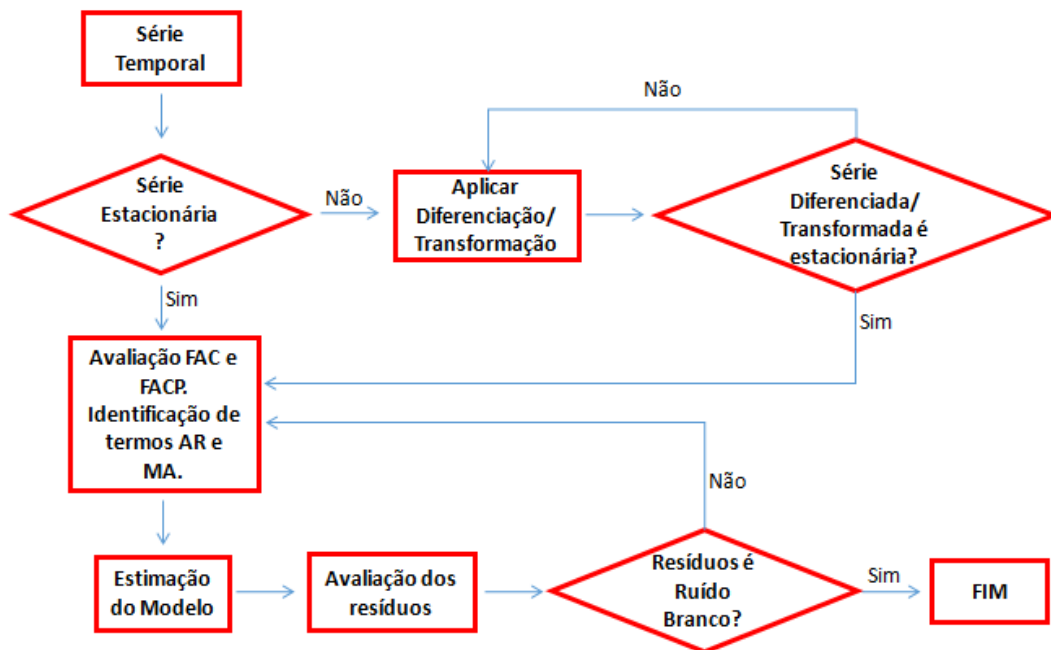 Série
Temporal
Não
Série
Estacionária
?
Não
Aplicar
Diferenciação/
Transformação
Série
Diferenciada/
Transformada é
estacionária?
Sim
Sim
Avaliação FAC e
FACP.
Identificação de
termos AR e
MA.
Não
Estimação
do Modelo
Avaliação dos
resíduos
Resíduos é
Ruído
Branco?
Sim
FIM